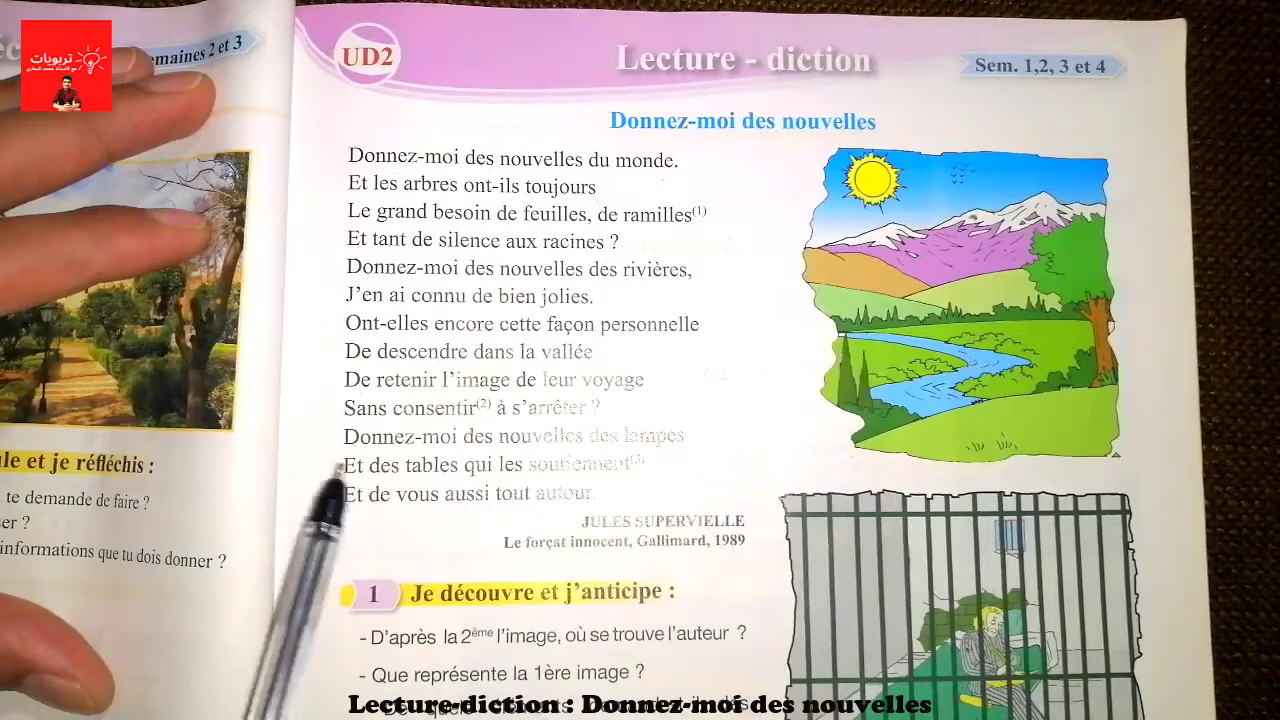 تربويات
emaines 2 et 3
UD2
Lecture - diction
Sem. 1,2, 3 et 4
Donnez-moi des nouvelles
Donnez-moi des nouvelles du monde.
Et les arbres ont-ils toujours
Le grand besoin de feuilles, de ramilles(1)
Et tant de silence aux racines ?
Donnez-moi des nouvelles des rivières,
J'en ai connu de bien jolies.
Ont-elles encore cette façon personnelle
De descendre dans la vallée
De retenir l'image de leur voyage
Sans consentir(2) à s'arrêter ?
Donnez-moi des nouvelles des lampes
Et des tables qui les soutiennent
Et de vous aussi tout autour.
JULES SUPERVIELLE
Le forçat innocent, Gallimard, 1989
ule et je réfléchis :
te demande de faire ?
ser ?
informations que tu dois donner ?
1 Je découvre et j'anticipe :
- D'après la 2ème l'image, où se trouve l'auteur ?
- Que représente la 1ère image ?
Lecture-diction : Donnez-moi des nouvelles